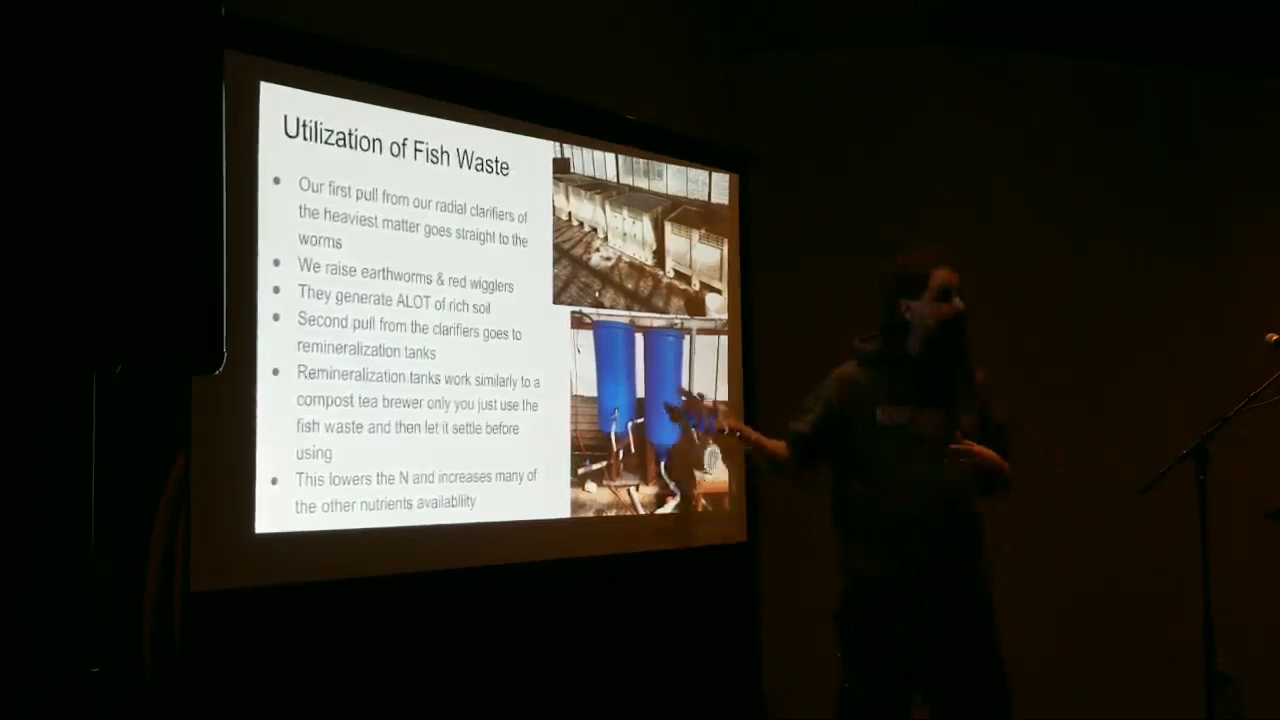 Utilization of Fish Waste
● Our first pull from our radial clarifiers of
the heaviest matter goes straight to the
worms
● We raise earthworms & red wigglers
● They generate ALOT of rich soil
● Second pull from the clarifiers goes to
remineralization tanks
● Remineralization tanks work similarly to a
compost tea brewer only you just use the
fish waste and then let it settle before
using
● This lowers the N and increases many of
the other nutrients availability